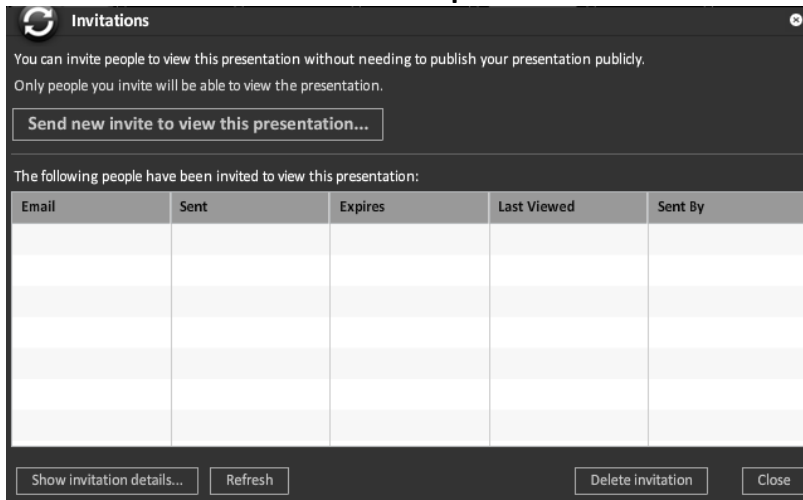 Invitations
You can invite people to view this presentation without needing to publish your presentation publicly.
Only people you invite will be able to view the presentation.
Send new invite to view this presentation...
The following people have been invited to view this presentation:
Email Sent Expires Last Viewed Sent By
Show invitation details... Refresh Delete invitation Close